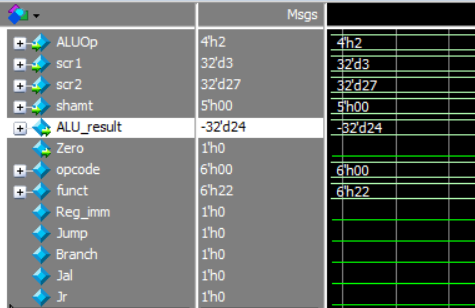 Msgs
ALUOp 4'h2 4'h2
scr1 32'd3 32'd3
scr2 32'd27 32'd27
shamt 5'h00 5'h00
ALU_result -32'd24 -32'd24
Zero 1'h0
opcode 6'h00 6'h00
funct 6'h22 6'h22
Reg_imm 1'h0
Jump 1'h0
Branch 1'h0
Jal 1'h0
Jr 1'h0